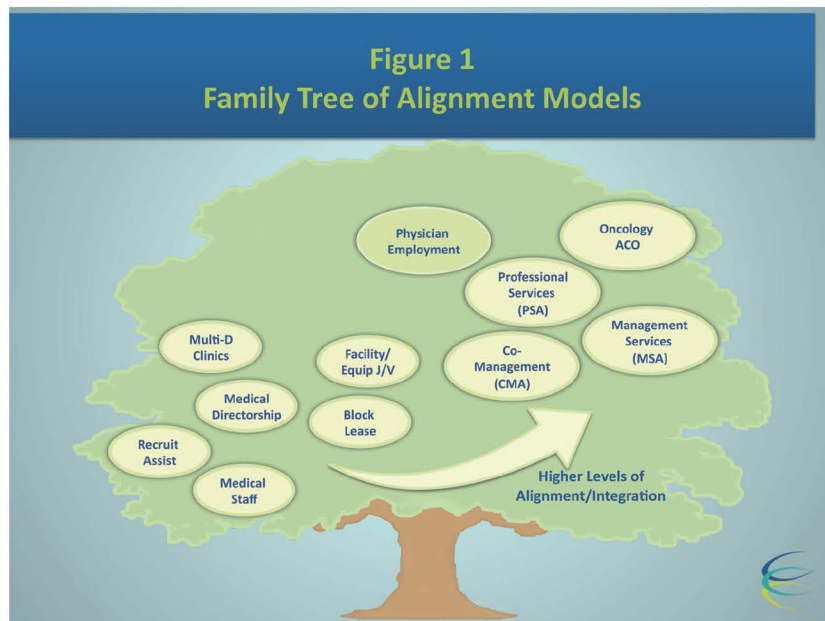 Figure 1
Family Tree of Alignment Models
Physician
Employment
Oncology
ACO
Professional
Services
(PSA)
Management
Services
(MSA)
Multi-D
Clinics
Facility/
Equip J/V
Co-
Management
(CMA)
Medical
Directorship
Block
Lease
Recruit
Assist
Medical
Staff
Higher Levels of
Alignment/Integration